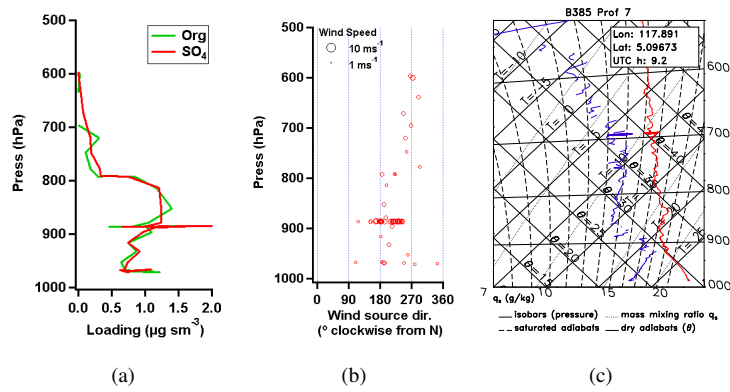 (a)
Org
SO4
Press (hPa)
500
600
700
800
900
1000
0.0 0.5 1.0 1.5 2.0
Loading (µg sm-3)
(b)
Wind Speed
10 ms-1
1 ms-1
Press (hPa)
500
600
700
800
900
1000
0 90 180 270 360
Wind source dir.
(º clockwise from N)
(c)
B385 Prof 7
Lon: 117.891
Lat: 5.09673
UTC h: 9.2
600
700
800
900
1000
θ=40
θ=25
θ=20
7 10 15 20
qs (g/kg)
isobars (pressure) mass mixing ratio qs
saturated adiabats dry adiabats (θ)
(a) (b) (c)